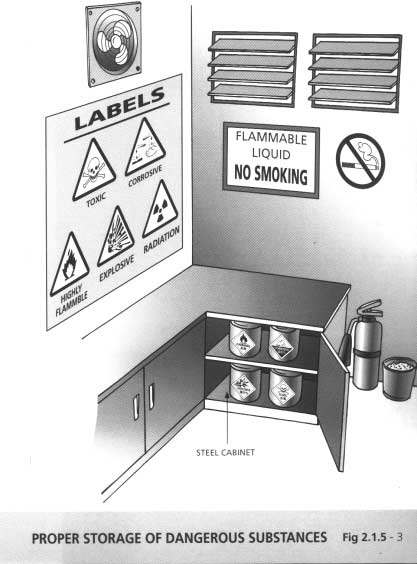 LABELS
TOXIC
CORROSIVE
HIGHLY
FLAMMBLE
EXPLOSIVE
RADIATION
FLAMMABLE
LIQUID
NO SMOKING
STEEL CABINET
PROPER STORAGE OF DANGEROUS SUBSTANCES Fig 2.1.5 - 3